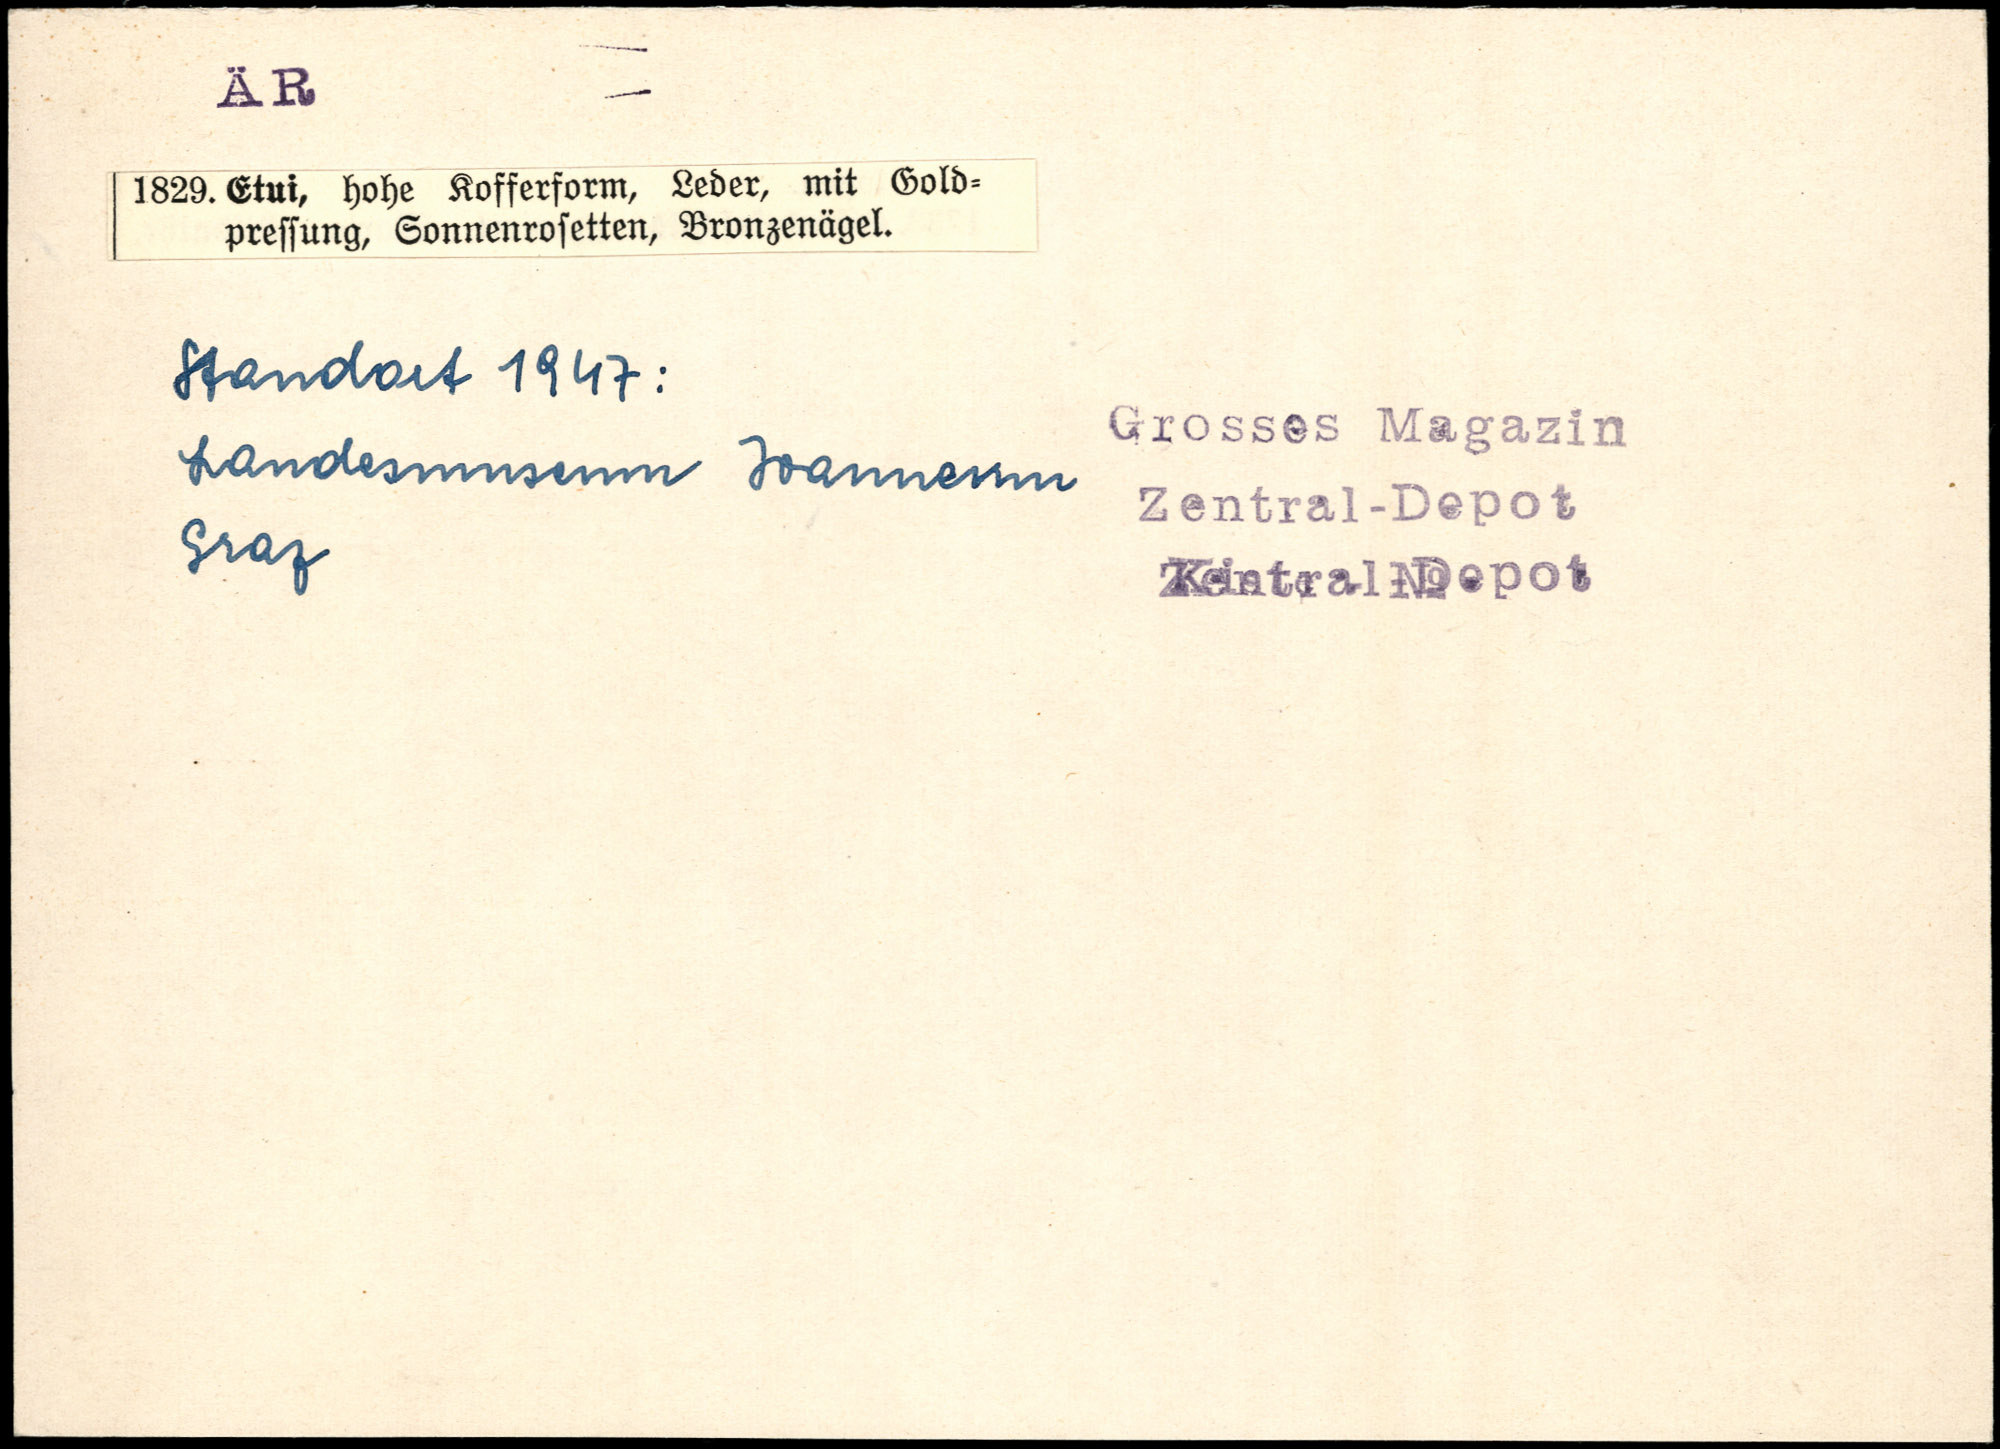 ÄR
1829. Etui, hohe Kofferform, Leder, mit Gold-
pressung, Sonnenrosetten, Bronzenägel.
Standort 1947:
Landesmuseum Joanneum
Graz
Grosses Magazin
Zentral-Depot
Zentral-Depot